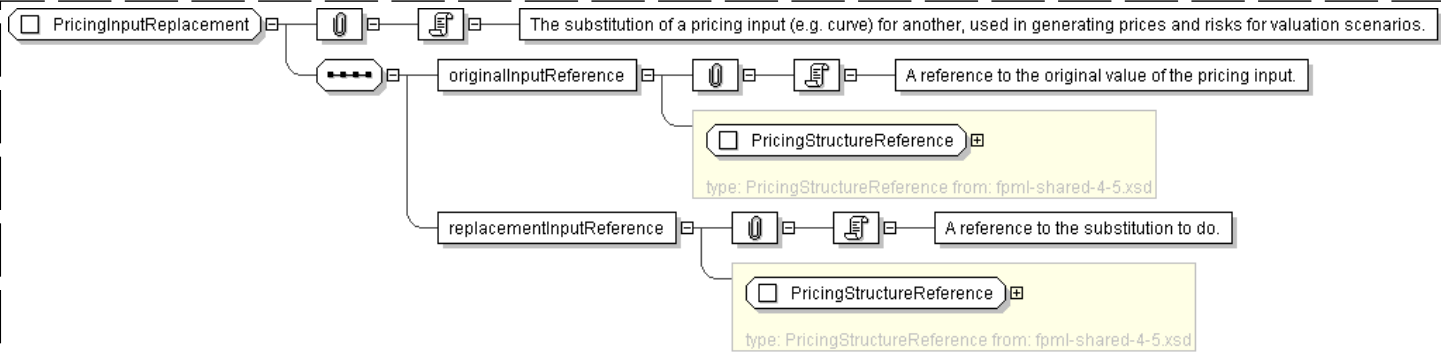 PricingInputReplacement
The substitution of a pricing input (e.g. curve) for another, used in generating prices and risks for valuation scenarios.
originalInputReference
A reference to the original value of the pricing input.
PricingStructureReference
type: PricingStructureReference from: fpml-shared-4-5.xsd
replacementInputReference
A reference to the substitution to do.
PricingStructureReference
type: PricingStructureReference from: fpml-shared-4-5.xsd